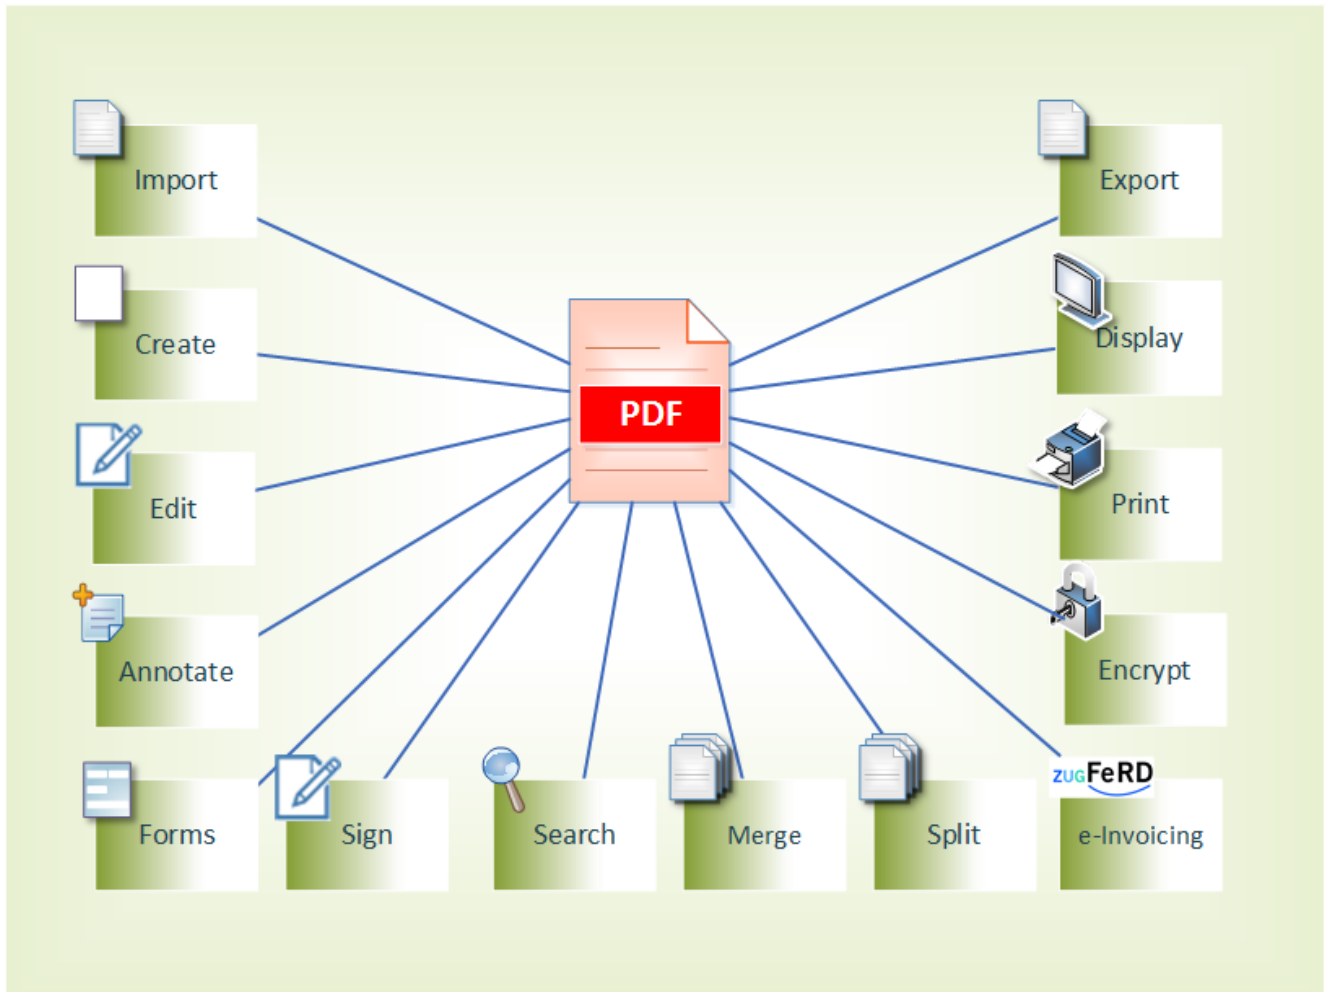 Import
Export
Create
Display
PDF
Edit
Print
Annotate
Encrypt
Forms
Sign
Search
Merge
Split
ZUGFeRD
e-Invoicing